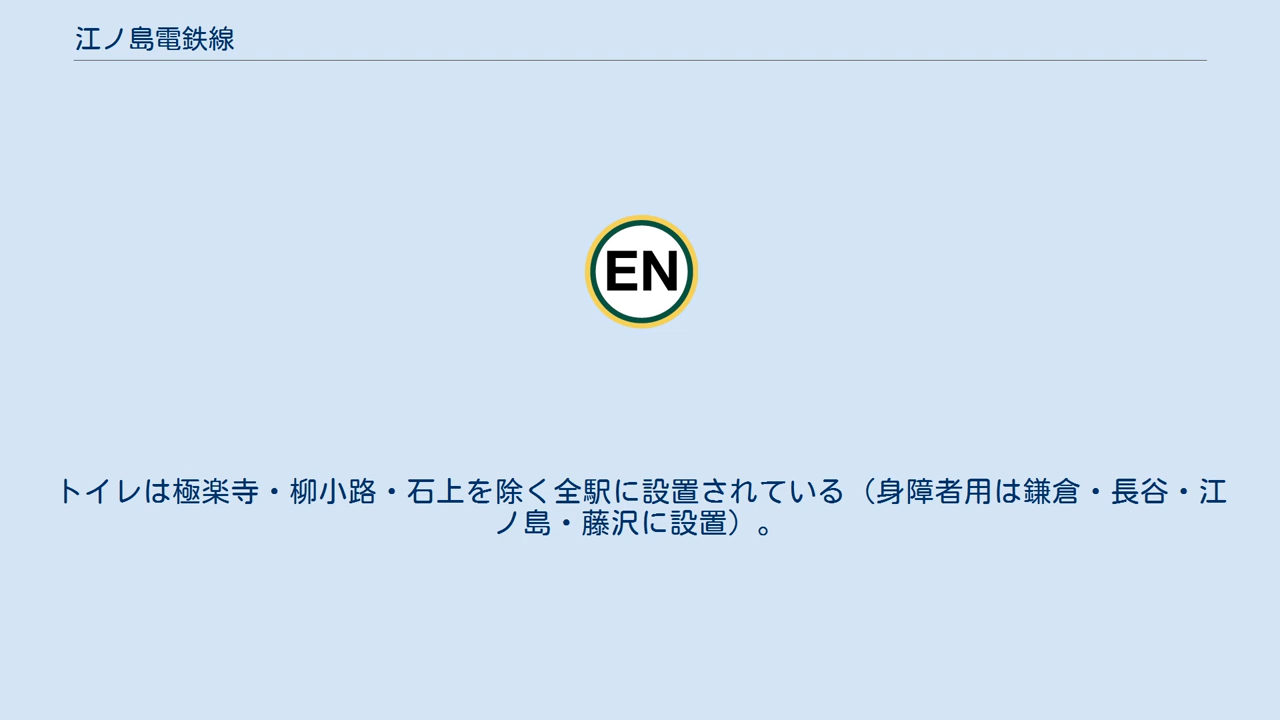 江ノ島電鉄線
EN
トイレは極楽寺・柳小路・石上を除く全駅に設置されている（身障者用は鎌倉・長谷・江
ノ島・藤沢に設置）。